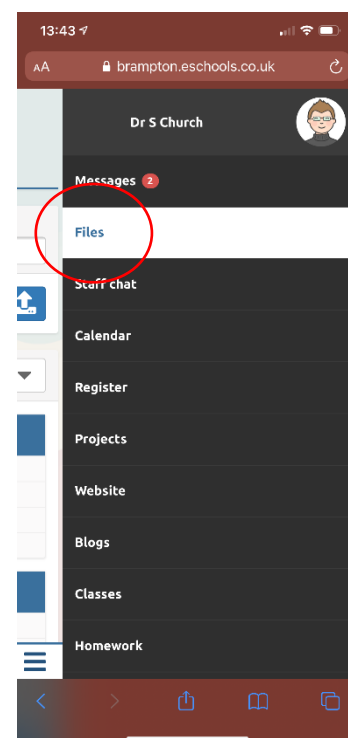 13:43
AA brampton.eschools.co.uk
Dr S Church
Messages 2
Files
Staff chat
Calendar
Register
Projects
Website
Blogs
Classes
Homework